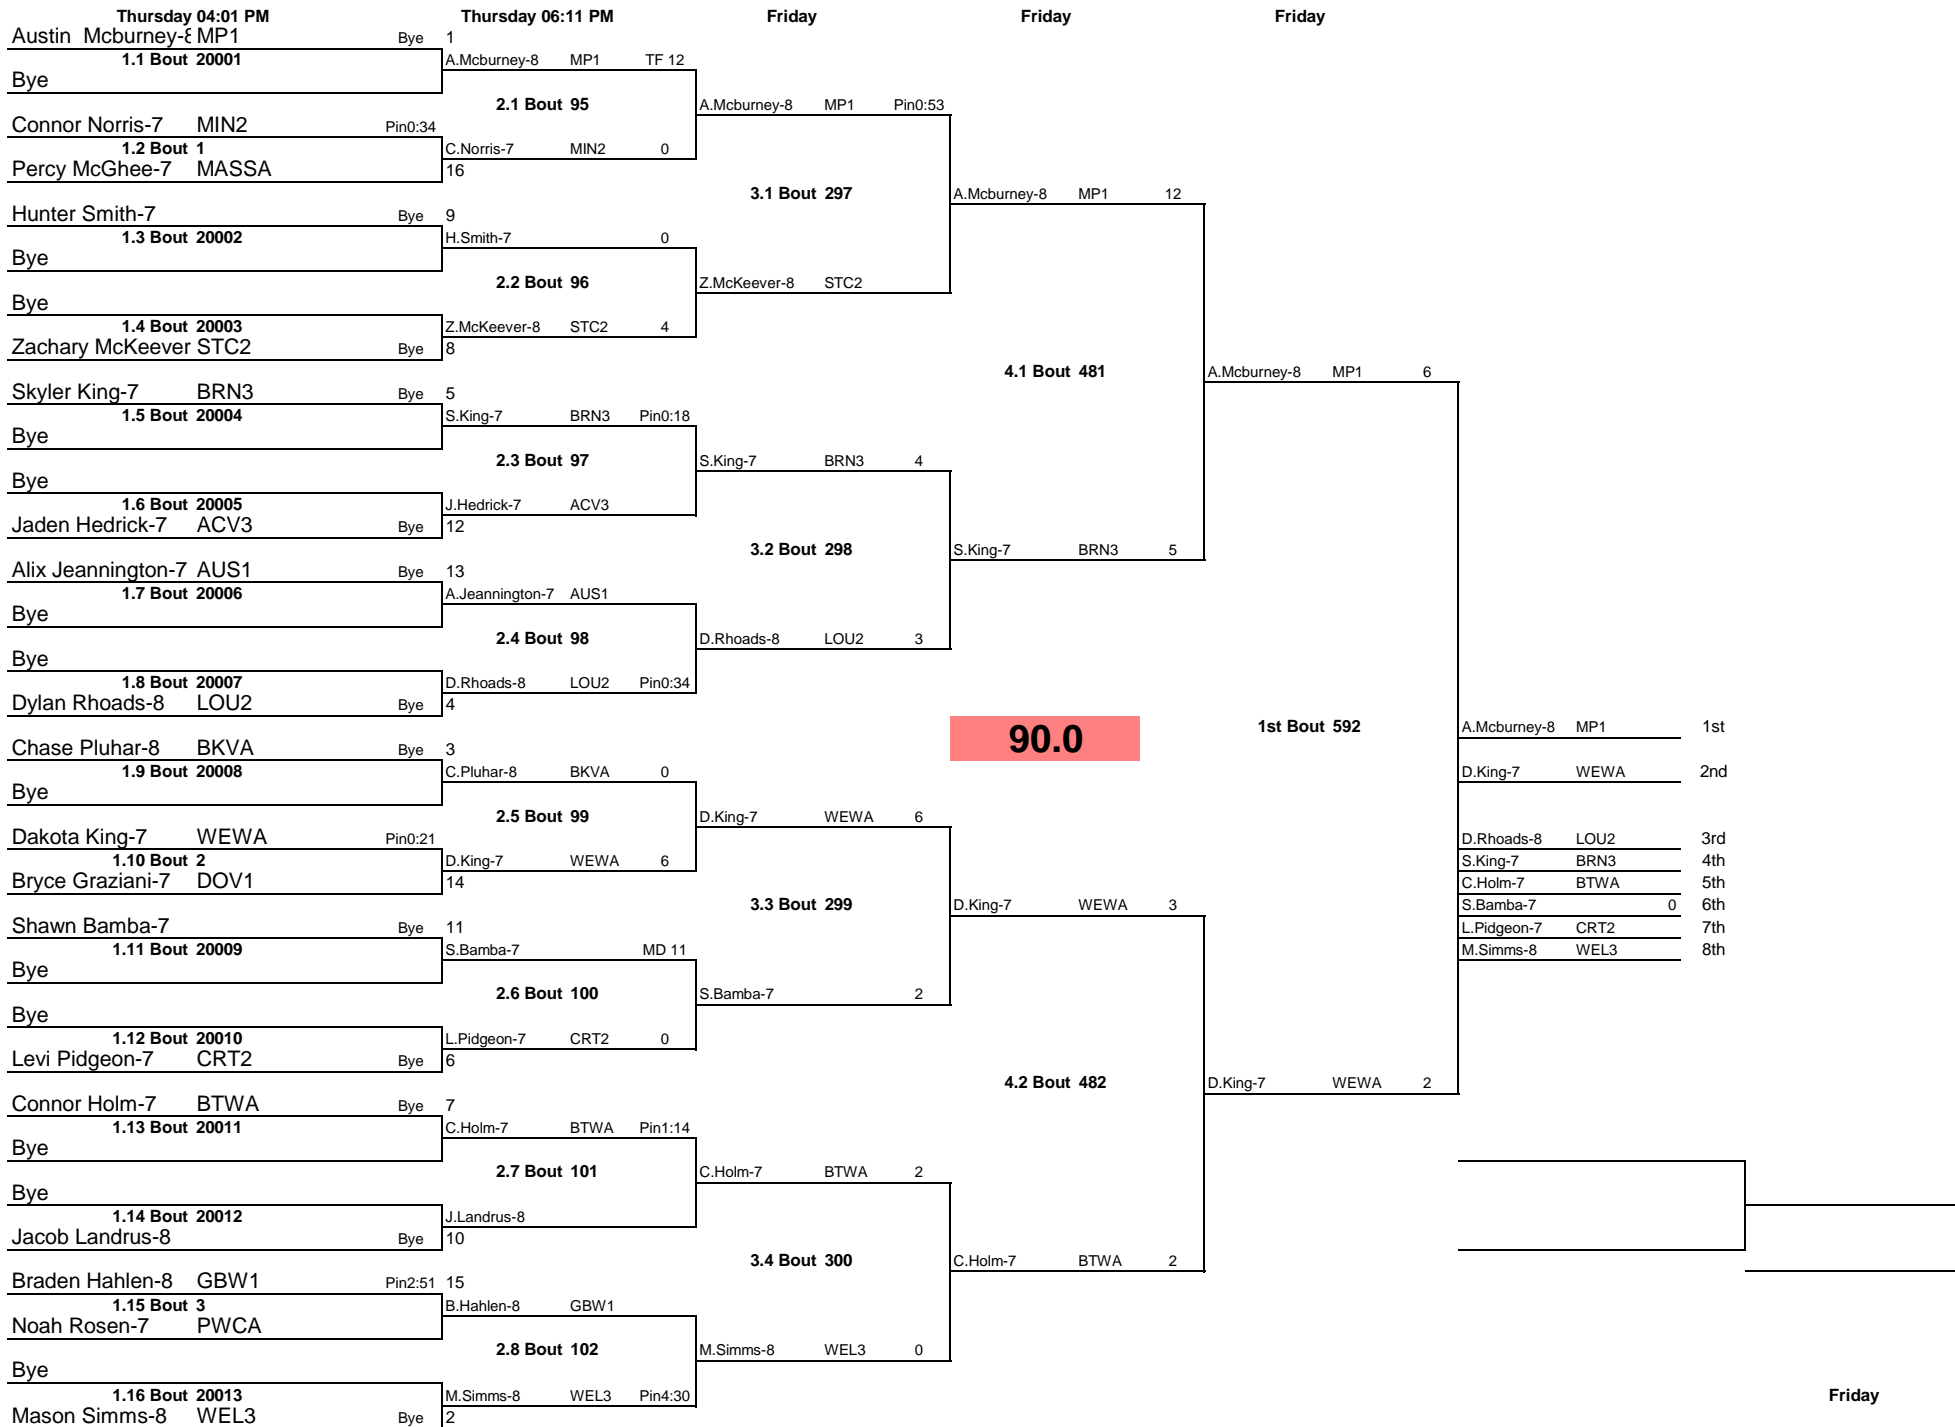 Thursday 04:01 PM Thursday 06:11 PM Friday Friday Friday
Austin Mcburney-8 MP1 Bye 1
1.1 Bout 20001 A.Mcburney-8 MP1 TF 12
Bye
2.1 Bout 95 A.Mcburney-8 MP1 Pin0:53
Connor Norris-7 MIN2 Pin0:34
1.2 Bout 1 C.Norris-7 MIN2 0
Percy McGhee-7 MASSA 16
3.1 Bout 297 A.Mcburney-8 MP1 12
Hunter Smith-7 Bye 9
1.3 Bout 20002 H.Smith-7 0
Bye
2.2 Bout 96 Z.McKeever-8 STC2
Bye
1.4 Bout 20003 Z.McKeever-8 STC2 4
Zachary McKeever STC2 Bye 8
4.1 Bout 481 A.Mcburney-8 MP1 6
Skyler King-7 BRN3 Bye 5
1.5 Bout 20004 S.King-7 BRN3 Pin0:18
Bye
2.3 Bout 97 S.King-7 BRN3 4
Bye
1.6 Bout 20005 J.Hedrick-7 ACV3
Jaden Hedrick-7 ACV3 Bye 12
3.2 Bout 298 S.King-7 BRN3 5
Alix Jeannington-7 AUS1 Bye 13
1.7 Bout 20006 A.Jeannington-7 AUS1
Bye
2.4 Bout 98 D.Rhoads-8 LOU2 3
Bye
1.8 Bout 20007 D.Rhoads-8 LOU2 Pin0:34
Dylan Rhoads-8 LOU2 Bye 4
90.0 1st Bout 592 A.Mcburney-8 MP1 1st
Chase Pluhar-8 BKVA Bye 3
1.9 Bout 20008 C.Pluhar-8 BKVA 0 D.King-7 WEWA 2nd
Bye
2.5 Bout 99 D.King-7 WEWA 6
Dakota King-7 WEWA Pin0:21 D.Rhoads-8 LOU2 3rd
1.10 Bout 2 D.King-7 WEWA 6 S.King-7 BRN3 4th
Bryce Graziani-7 DOV1 14 C.Holm-7 BTWA 5th
3.3 Bout 299 D.King-7 WEWA 3 S.Bamba-7 0 6th
Shawn Bamba-7 Bye 11 L.Pidgeon-7 CRT2 7th
1.11 Bout 20009 S.Bamba-7 MD 11 M.Simms-8 WEL3 8th
Bye
2.6 Bout 100 S.Bamba-7 2
Bye
1.12 Bout 20010 L.Pidgeon-7 CRT2 0
Levi Pidgeon-7 CRT2 Bye 6
4.2 Bout 482 D.King-7 WEWA 2
Connor Holm-7 BTWA Bye 7
1.13 Bout 20011 C.Holm-7 BTWA Pin1:14
Bye
2.7 Bout 101 C.Holm-7 BTWA 2
Bye
1.14 Bout 20012 J.Landrus-8
Jacob Landrus-8 Bye 10
3.4 Bout 300 C.Holm-7 BTWA 2
Braden Hahlen-8 GBW1 Pin2:51 15
1.15 Bout 3 B.Hahlen-8 GBW1
Noah Rosen-7 PWCA
2.8 Bout 102 M.Simms-8 WEL3 0
Bye
1.16 Bout 20013 M.Simms-8 WEL3 Pin4:30 Friday
Mason Simms-8 WEL3 Bye 2